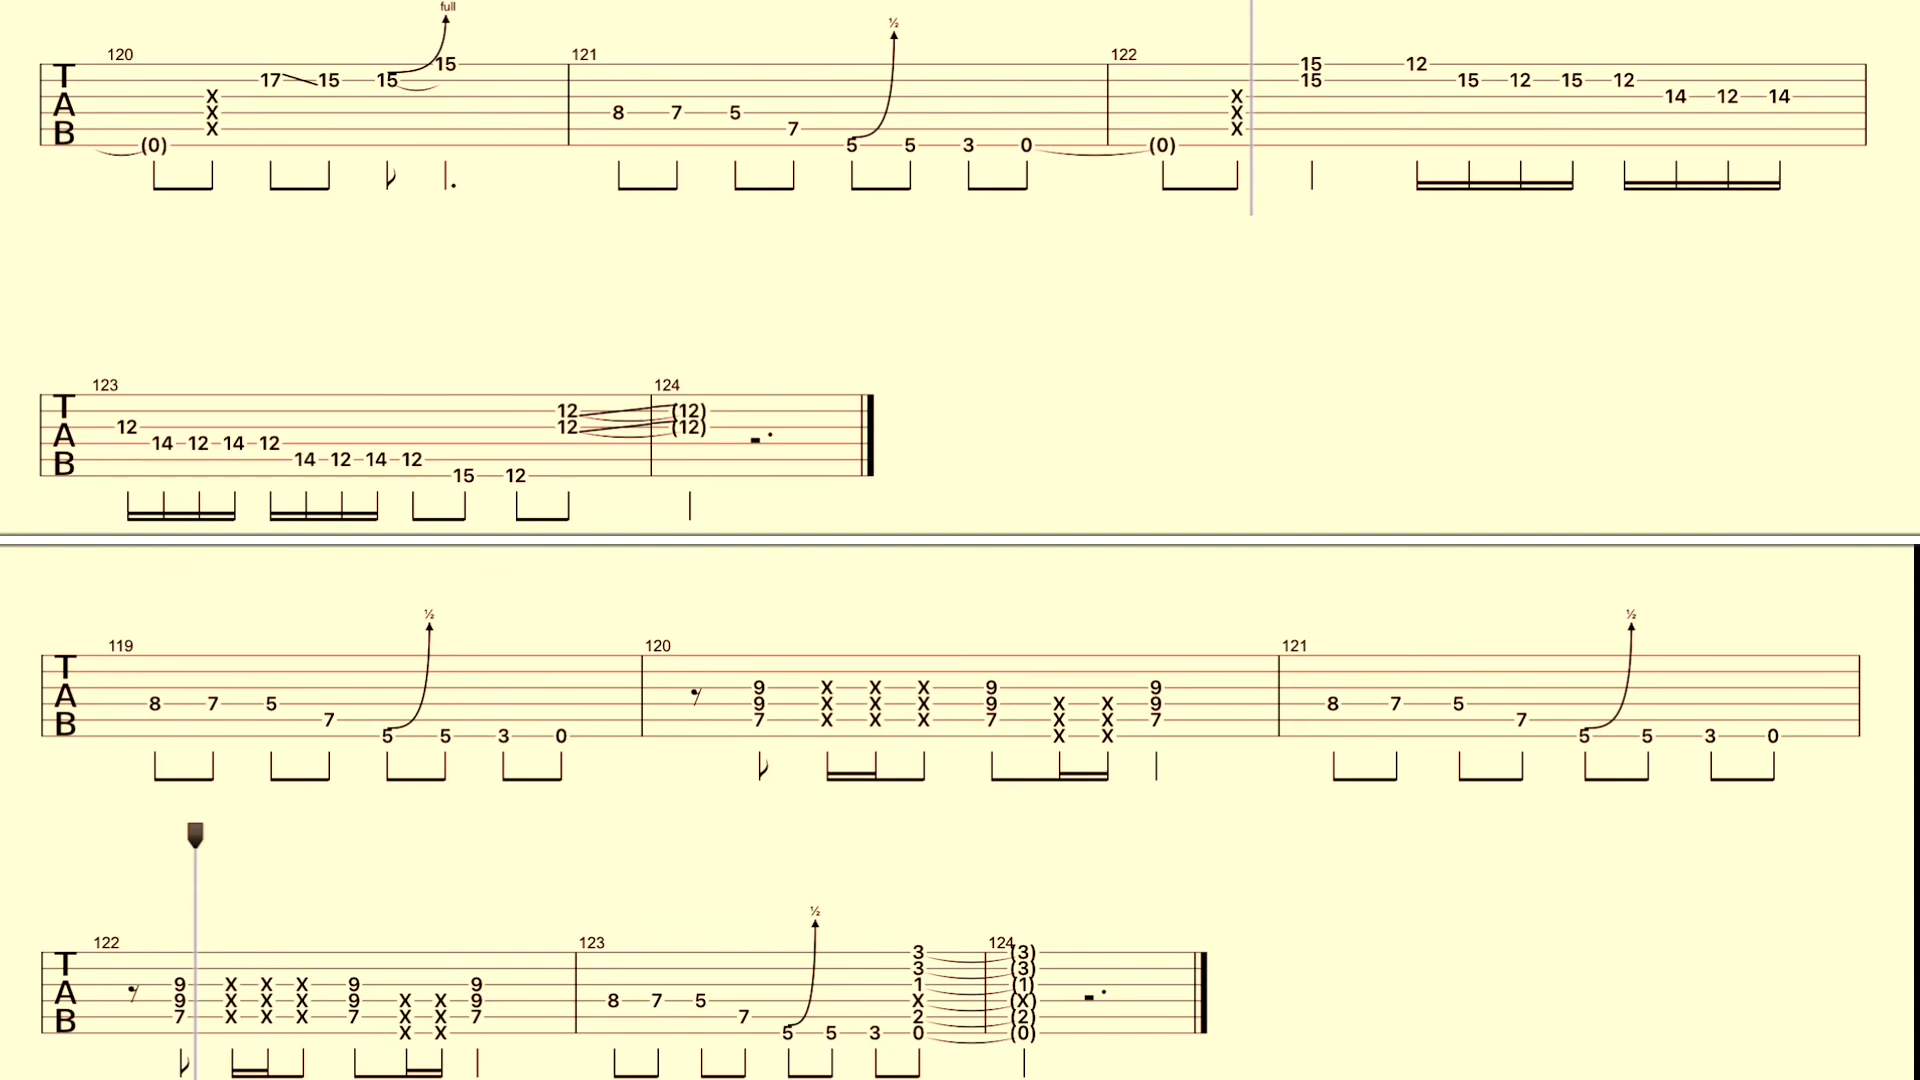 full
½
120 121 122
T 15 15 12
17 15 15 15 15 12 15 12
A X X 14 12 14
X 8 7 5 X
B X 7 X
(0) 5 5 3 0 (0)
123 124
T
12 (12)
A 12 12 (12)
14 12 14 12
B 14 12 14 12
15 12
½ ½
119 120 121
T
A 9 X X X 9 9
8 7 5 9 X X X 9 X X 9 8 7 5
B 7 7 X X X 7 X X 7 7
5 5 3 0 X X 5 5 3 0
½
122 123 124
3 (3)
T 3 (3)
A 9 X X X 9 9 1 (1)
9 X X X 9 X X 9 8 7 5 X (X)
B 7 X X X 7 X X 7 7 2 (2)
X X 5 5 3 0 (0)